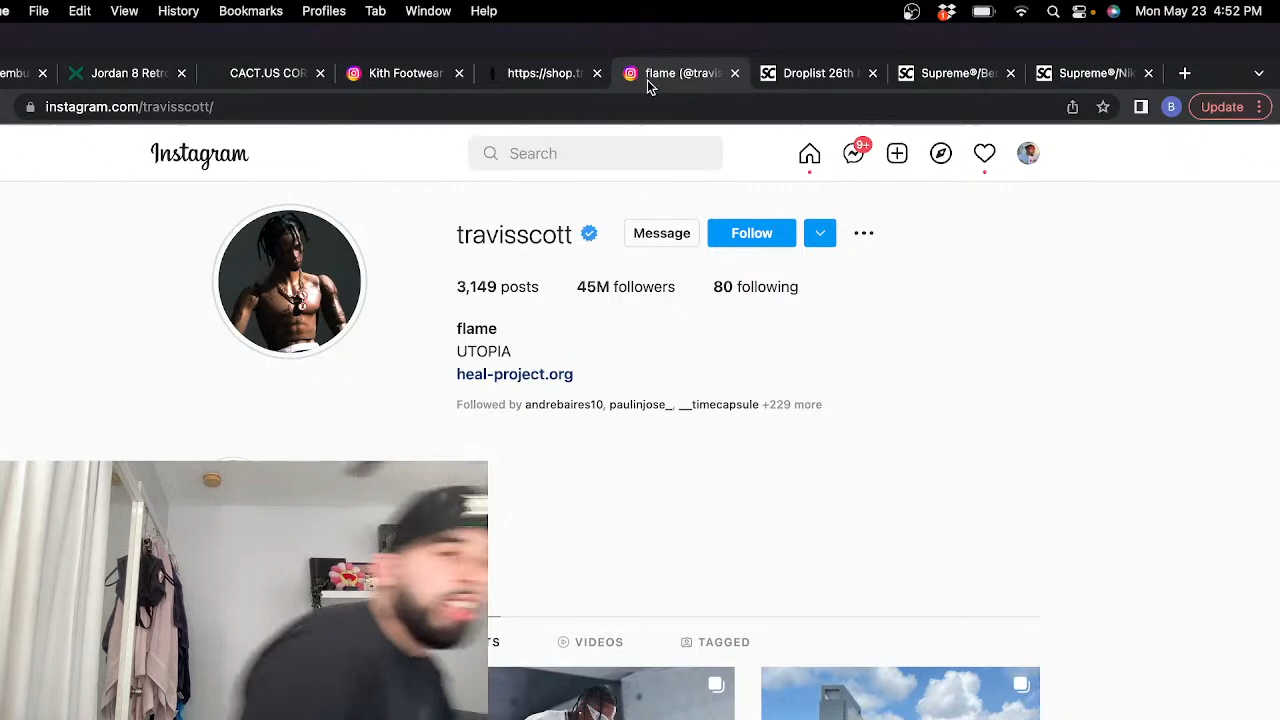 File Edit View History Bookmarks Profiles Tab Window Help Mon May 23 4:52 PM
Jordan 8 Retr CACT.US COR Kith Footwear https://shop.tr flame (@travis Droplist 26th Supreme®/Ber Supreme®/Nik
instagram.com/travisscott/ B Update
Instagram Search 9+
travisscott Message Follow
3,149 posts 45M followers 80 following
flame
UTOPIA
heal-project.org
Followed by andrebaires10, paulinjose_, __timecapsule +229 more
VIDEOS TAGGED